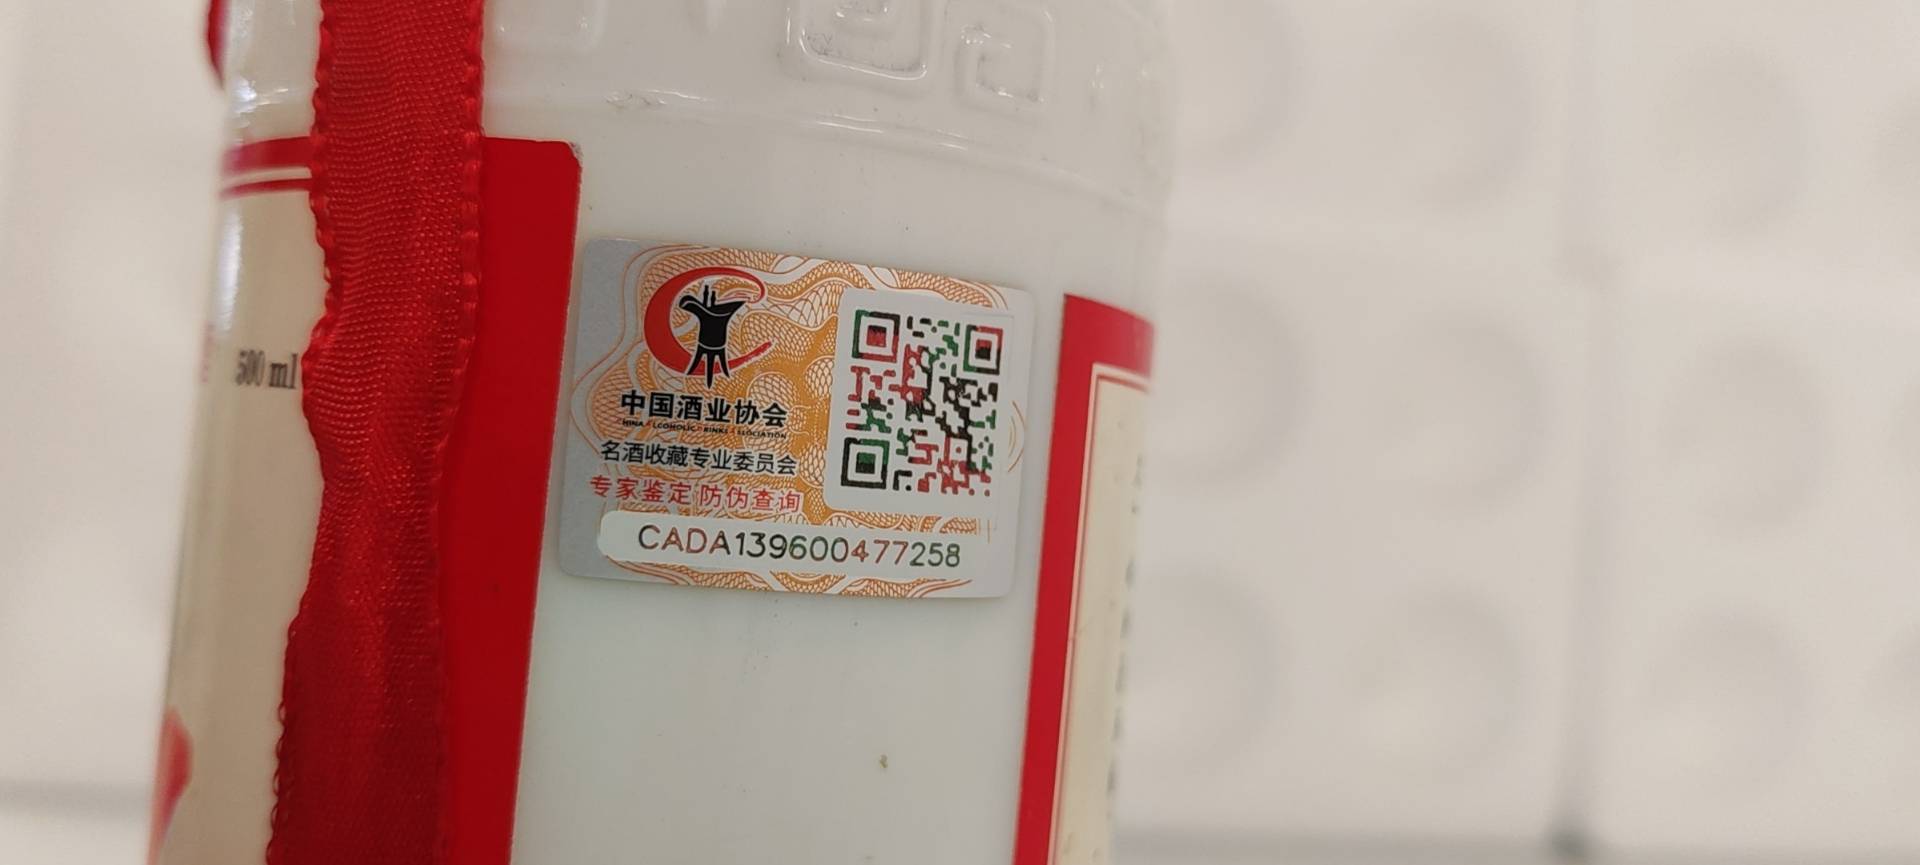 500 ml
中国酒业协会
名酒收藏专业委员会
专家鉴定 防伪查询
CADA139600477258